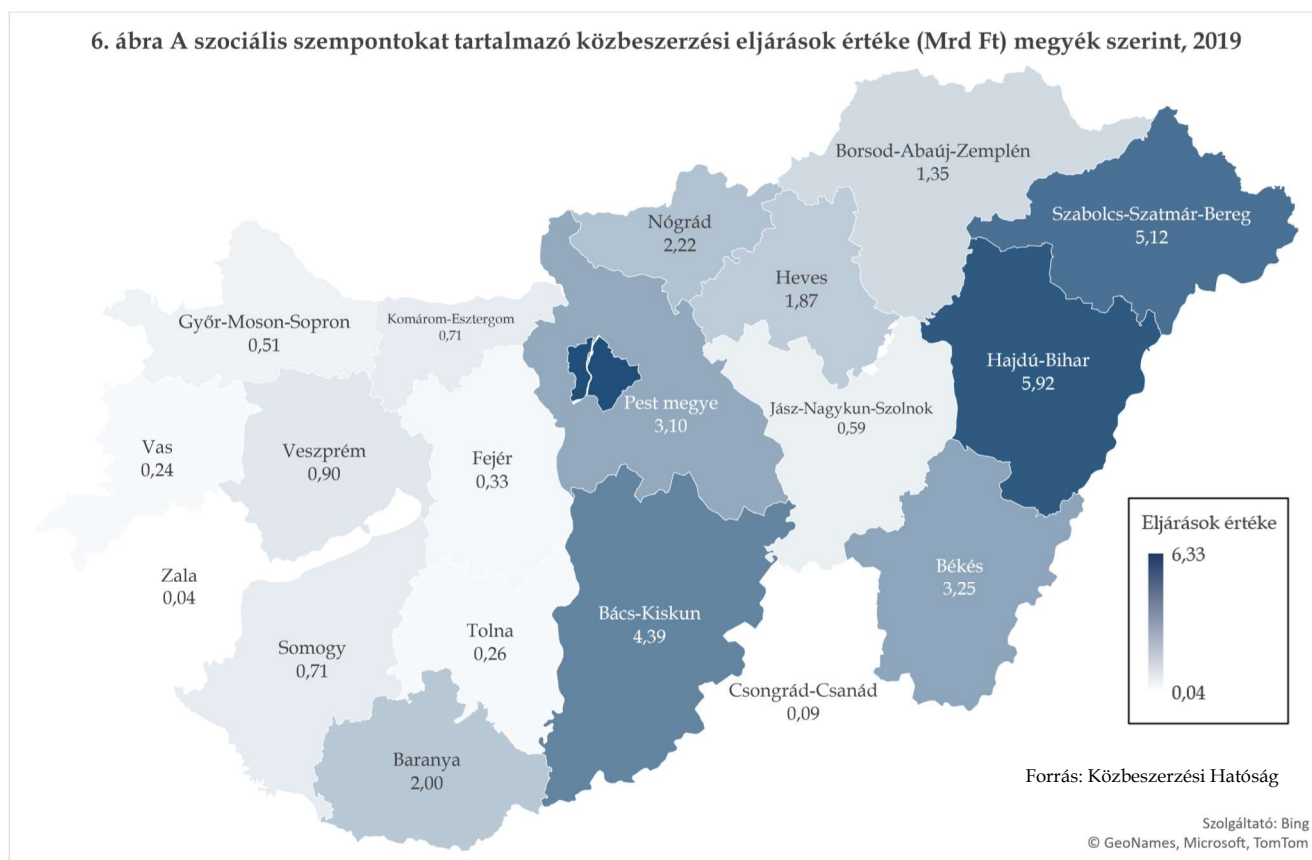 6. ábra A szociális szempontokat tartalmazó közbeszerzési eljárások értéke (Mrd Ft) megyék szerint, 2019
Borsod-Abaúj-Zemplén
1,35
Szabolcs-Szatmár-Bereg
5,12
Nógrád
2,22
Heves
1,87
Győr-Moson-Sopron
0,51
Komárom-Esztergom
0,71
Hajdú-Bihar
5,92
Pest megye
3,10
Jász-Nagykun-Szolnok
0,59
Vas
0,24
Veszprém
0,90
Fejér
0,33
Eljárások értéke
6,33
0,04
Zala
0,04
Békés
3,25
Bács-Kiskun
4,39
Tolna
0,26
Somogy
0,71
Csongrád-Csanád
0,09
Baranya
2,00
Forrás: Közbeszerzési Hatóság
Szolgáltató: Bing
© GeoNames, Microsoft, TomTom